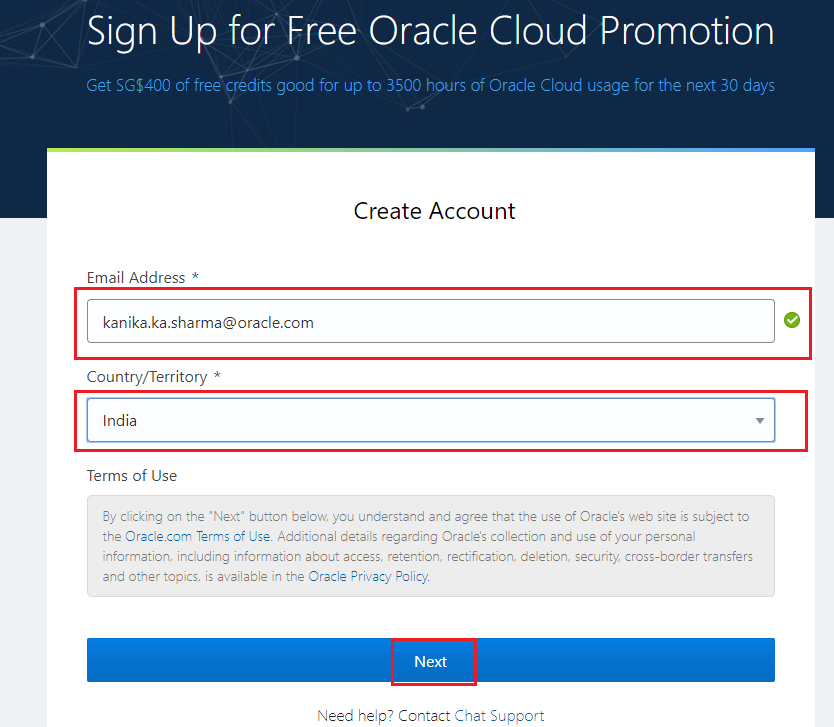 Sign Up for Free Oracle Cloud Promotion
Get SG$400 of free credits good for up to 3500 hours of Oracle Cloud usage for the next 30 days
Create Account
Email Address *
kanika.ka.sharma@oracle.com
Country/Territory *
India
Terms of Use
By clicking on the "Next" button below, you understand and agree that the use of Oracle's web site is subject to
the Oracle.com Terms of Use. Additional details regarding Oracle's collection and use of your personal
information, including information about access, retention, rectification, deletion, security, cross-border transfers
and other topics, is available in the Oracle Privacy Policy.
Next
Need help? Contact Chat Support